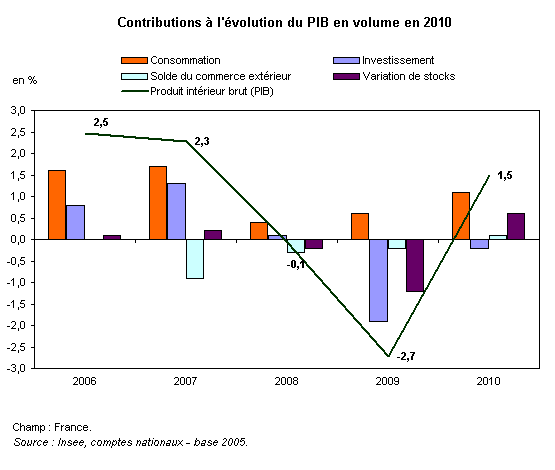 Contributions à l'évolution du PIB en volume en 2010
Consommation
Investissement
Solde du commerce extérieur
Variation de stocks
Produit intérieur brut (PIB)
en %
3,0
2,5
2,0
1,5
1,0
0,5
0,0
-0,5
-1,0
-1,5
-2,0
-2,5
-3,0
2,5
2,3
-0,1
-2,7
1,5
2006 2007 2008 2009 2010
Champ : France.
Source : Insee, comptes nationaux - base 2005.